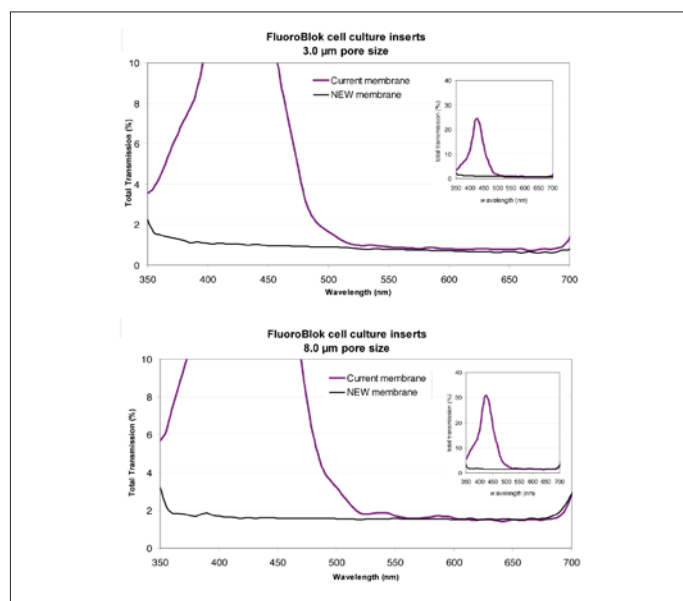 FluoroBlok cell culture inserts
3.0 µm pore size
Total Transmission (%)
10
8
6
4
2
0
350
400
450
500
550
600
650
700
Wavelength (nm)
Current membrane
NEW membrane
total transmission (%)
40
30
20
10
0
350 400 450 500 550 600 650 700
wavelength (nm)
FluoroBlok cell culture inserts
8.0 µm pore size
Total Transmission (%)
10
8
6
4
2
0
350
400
450
500
550
600
650
700
Wavelength (nm)
Current membrane
NEW membrane
total transmission (%)
40
30
20
10
0
350 400 450 500 550 600 650 700
wavelength (nm)